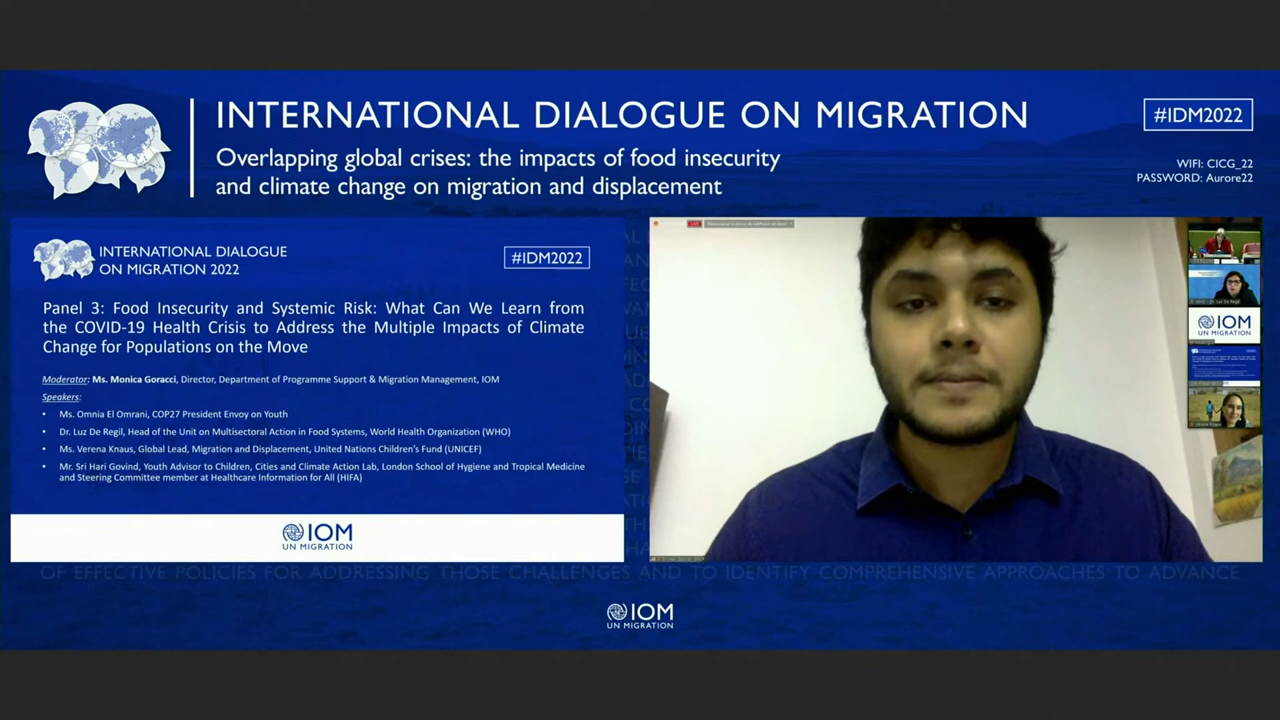 INTERNATIONAL DIALOGUE ON MIGRATION
Overlapping global crises: the impacts of food insecurity
and climate change on migration and displacement
#IDM2022
WIFI: CICG_22
PASSWORD: Aurore22
INTERNATIONAL DIALOGUE
ON MIGRATION 2022
#IDM2022
Panel 3: Food Insecurity and Systemic Risk: What Can We Learn from
the COVID-19 Health Crisis to Address the Multiple Impacts of Climate
Change for Populations on the Move
Moderator: Ms. Monica Goracci, Director, Department of Programme Support & Migration Management, IOM
Speakers:
• Ms. Omnia El Omrani, COP27 President Envoy on Youth
• Dr. Luz De Regil, Head of the Unit on Multisectoral Action in Food Systems, World Health Organization (WHO)
• Ms. Verena Knaus, Global Lead, Migration and Displacement, United Nations Children's Fund (UNICEF)
• Mr. Sri Hari Govind, Youth Advisor to Children, Cities and Climate Action Lab, London School of Hygiene and Tropical Medicine
and Steering Committee member at Healthcare Information for All (HIFA)
IOM
UN MIGRATION
IOM
UN MIGRATION
OF EFFECTIVE POLICIES FOR ADDRESSING THOSE CHALLENGES AND TO IDENTIFY COMPREHENSIVE APPROACHES TO ADVANCE
IOM
UN MIGRATION